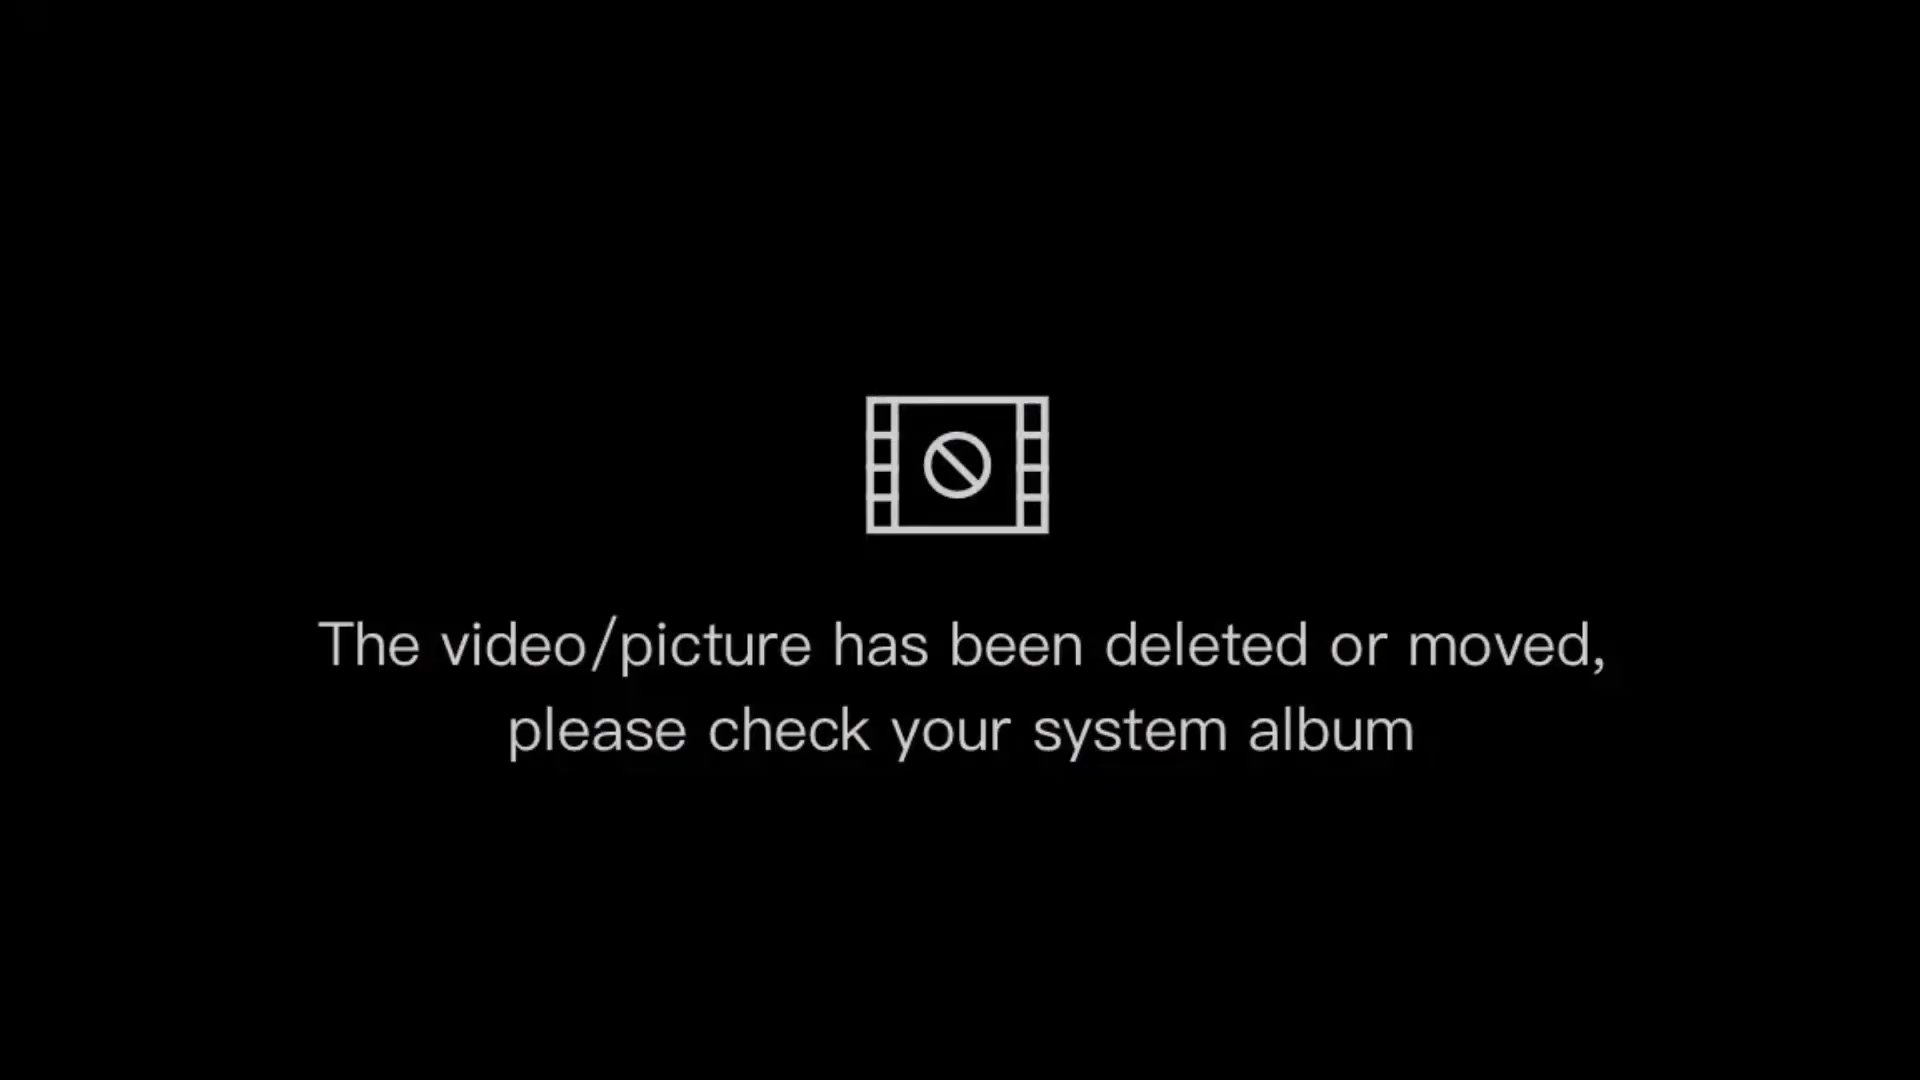 The video/picture has been deleted or moved,
please check your system album